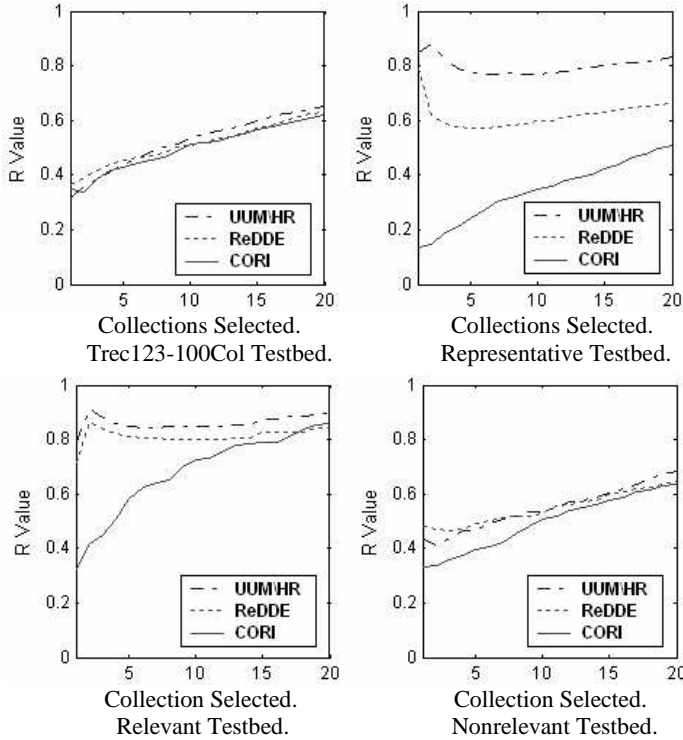 1
0.8
0.6
0.4
0.2
0
R Value
UUM\HR
ReDDE
CORI
5 10 15 20
Collections Selected.
Trec123-100Col Testbed.
1
0.8
0.6
0.4
0.2
0
R Value
UUM\HR
ReDDE
CORI
5 10 15 20
Collections Selected.
Representative Testbed.
1
0.8
0.6
0.4
0.2
0
R Value
UUM\HR
ReDDE
CORI
5 10 15 20
Collection Selected.
Relevant Testbed.
1
0.8
0.6
0.4
0.2
0
R Value
UUM\HR
ReDDE
CORI
5 10 15 20
Collection Selected.
Nonrelevant Testbed.